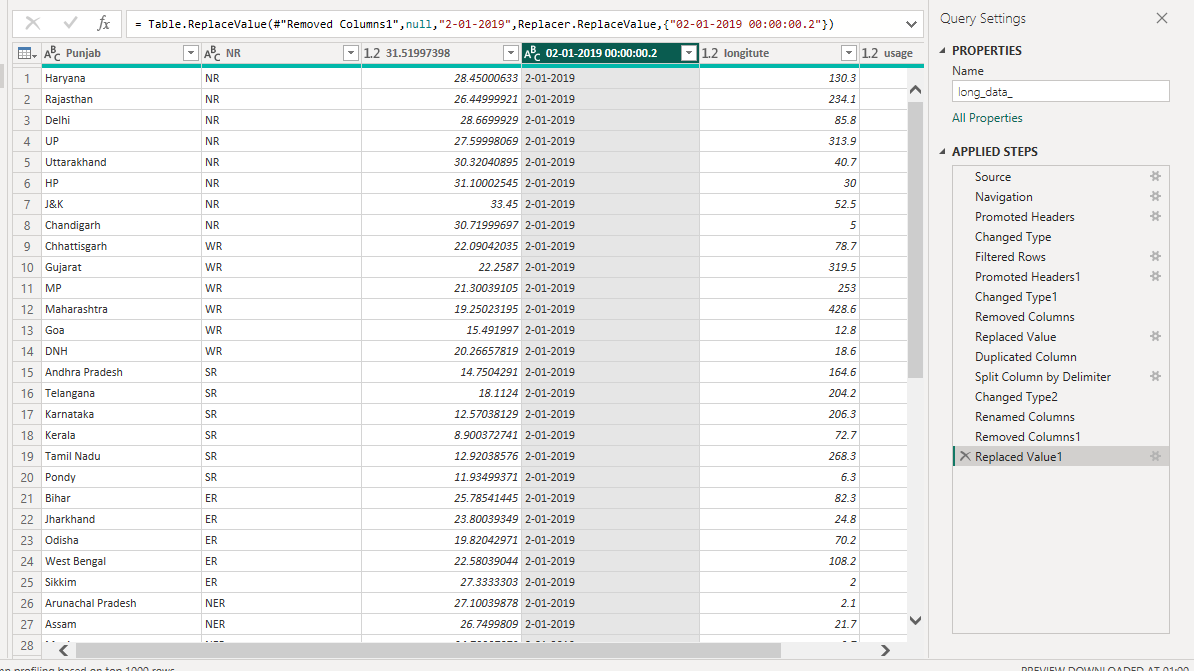 = Table.ReplaceValue(#"Removed Columns1",null,"2-01-2019",Replacer.ReplaceValue,{"02-01-2019 00:00:00.2"})
Punjab NR 1.2 31.51997398 02-01-2019 00:00:00.2 1.2 longitute 1.2 usage
1 Haryana NR 28.45000633 2-01-2019 130.3
2 Rajasthan NR 26.44999921 2-01-2019 234.1
3 Delhi NR 28.6699929 2-01-2019 85.8
4 UP NR 27.59998069 2-01-2019 313.9
5 Uttarakhand NR 30.32040895 2-01-2019 40.7
6 HP NR 31.10002545 2-01-2019 30
7 J&K NR 33.45 2-01-2019 52.5
8 Chandigarh NR 30.71999697 2-01-2019 5
9 Chhattisgarh WR 22.09042035 2-01-2019 78.7
10 Gujarat WR 22.2587 2-01-2019 319.5
11 MP WR 21.30039105 2-01-2019 253
12 Maharashtra WR 19.25023195 2-01-2019 428.6
13 Goa WR 15.491997 2-01-2019 12.8
14 DNH WR 20.26657819 2-01-2019 18.6
15 Andhra Pradesh SR 14.7504291 2-01-2019 164.6
16 Telangana SR 18.1124 2-01-2019 204.2
17 Karnataka SR 12.57038129 2-01-2019 206.3
18 Kerala SR 8.900372741 2-01-2019 72.7
19 Tamil Nadu SR 12.92038576 2-01-2019 268.3
20 Pondy SR 11.93499371 2-01-2019 6.3
21 Bihar ER 25.78541445 2-01-2019 82.3
22 Jharkhand ER 23.80039349 2-01-2019 24.8
23 Odisha ER 19.82042971 2-01-2019 70.2
24 West Bengal ER 22.58039044 2-01-2019 108.2
25 Sikkim ER 27.3333303 2-01-2019 2
26 Arunachal Pradesh NER 27.10039878 2-01-2019 2.1
27 Assam NER 26.7499809 2-01-2019 21.7
28
profiling based on top 1000 rows
Query Settings
PROPERTIES
Name
long_data_
All Properties
APPLIED STEPS
Source
Navigation
Promoted Headers
Changed Type
Filtered Rows
Promoted Headers1
Changed Type1
Removed Columns
Replaced Value
Duplicated Column
Split Column by Delimiter
Changed Type2
Renamed Columns
Removed Columns1
Replaced Value1
PREVIEW DOWNLOADED AT 01:00